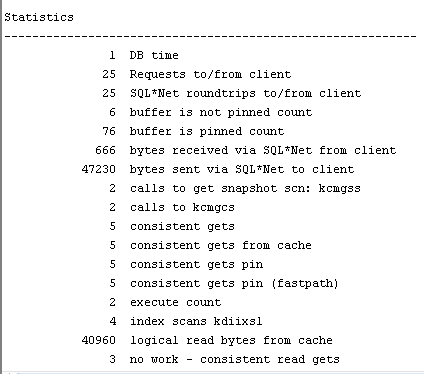 Statistics
-----------------------------------------------------------
1 DB time
25 Requests to/from client
25 SQL*Net roundtrips to/from client
6 buffer is not pinned count
76 buffer is pinned count
666 bytes received via SQL*Net from client
47230 bytes sent via SQL*Net to client
2 calls to get snapshot scn: kcmgss
2 calls to kcmgcs
5 consistent gets
5 consistent gets from cache
5 consistent gets pin
5 consistent gets pin (fastpath)
2 execute count
4 index scans kdiixsl
40960 logical read bytes from cache
3 no work - consistent read gets